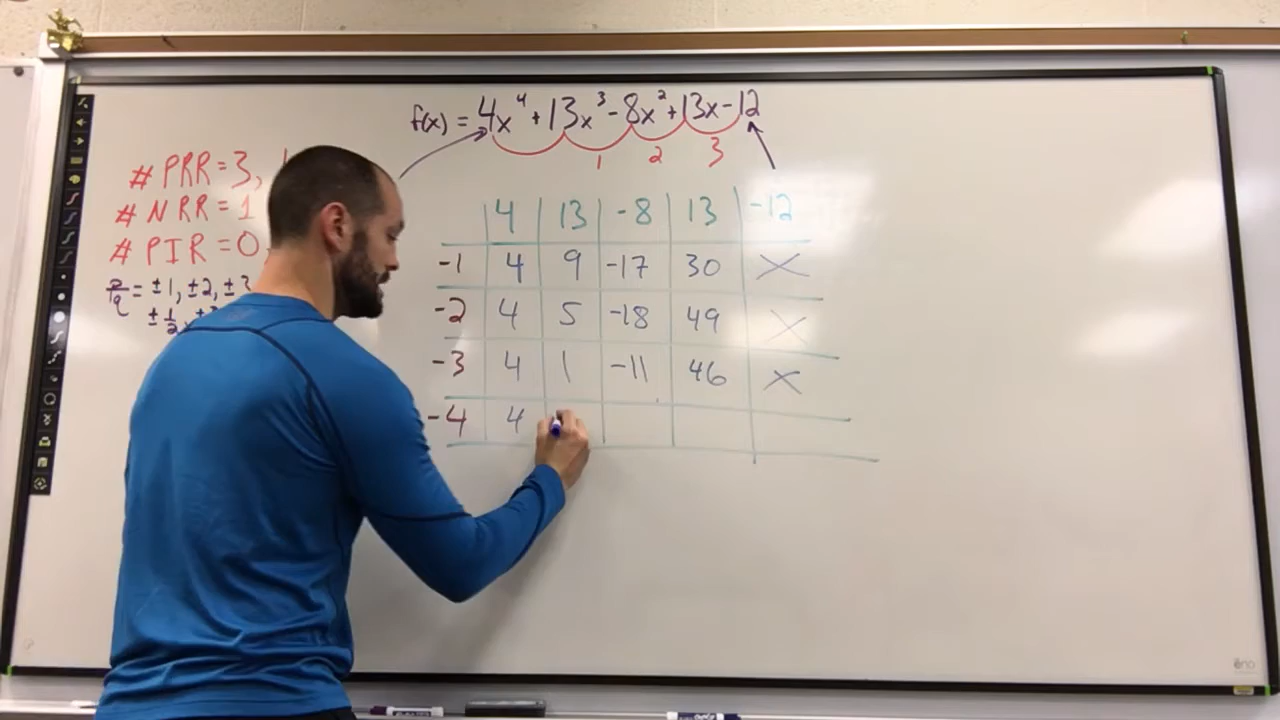 f(x) = 4x⁴ + 13x³ - 8x² + 13x - 12
1 2 3
# PRR = 3,
# NRR = 1
# PIR = 0
p/q = ±1, ±2, ±3
± 1/2
4 13 -8 13 -12
-1 4 9 -17 30 X
-2 4 5 -18 49 X
-3 4 1 -11 46 X
-4 4
eno